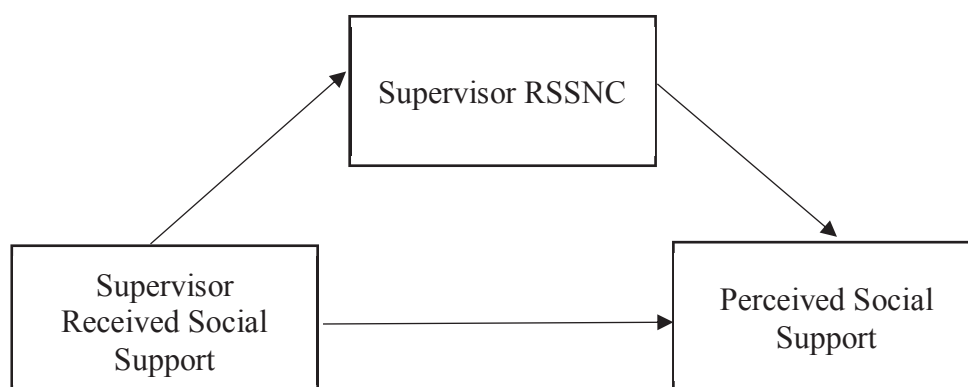 Supervisor RSSNC
Supervisor
Received Social
Support
Perceived Social
Support